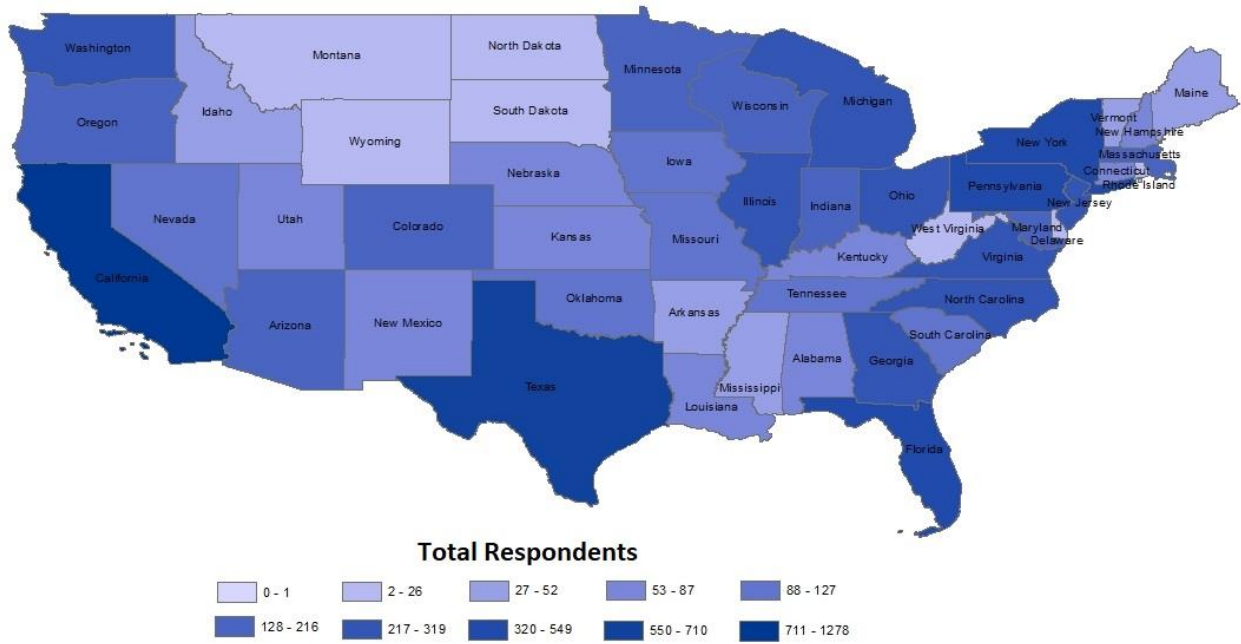 Washington
Montana
North Dakota
Minnesota
Maine
Idaho
South Dakota
Wisconsin
Michigan
Vermont
New Hampshire
Oregon
Wyoming
New York
Massachusetts
Iowa
Connecticut
Rhode Island
Nebraska
Pennsylvania
New Jersey
Nevada
Utah
Colorado
Illinois
Indiana
Ohio
West Virginia
Maryland
Delaware
Kansas
Missouri
Kentucky
Virginia
California
Oklahoma
Tennessee
North Carolina
Arizona
New Mexico
Arkansas
South Carolina
Alabama
Georgia
Texas
Mississippi
Louisiana
Florida
Total Respondents
0 - 1
2 - 26
27 - 52
53 - 87
88 - 127
128 - 216
217 - 319
320 - 549
550 - 710
711 - 1278